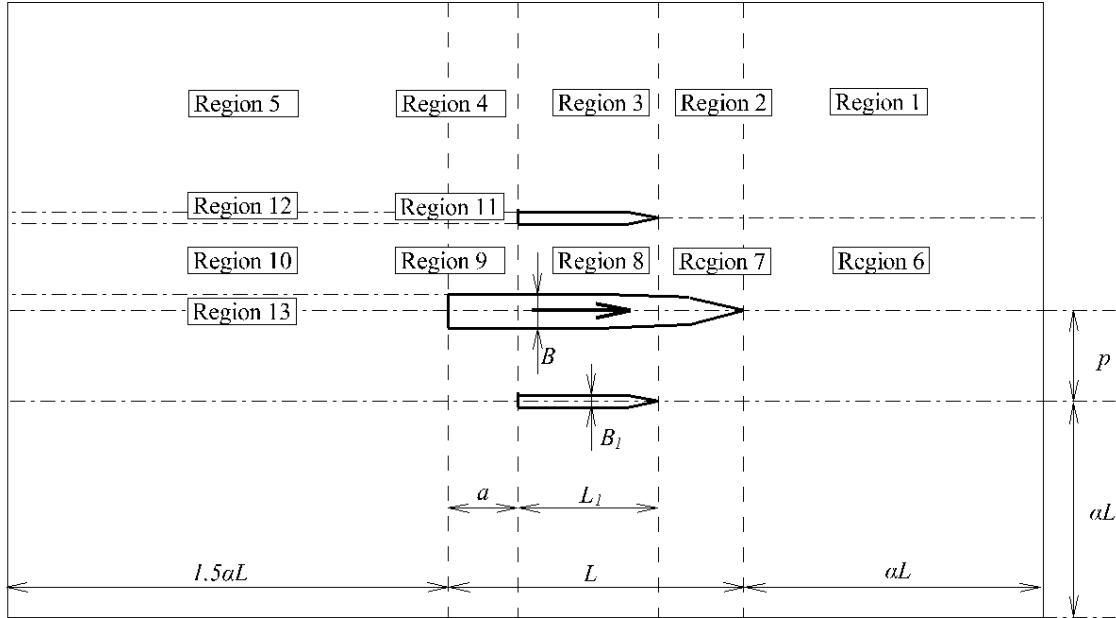 Region 5
Region 4
Region 3
Region 2
Region 1
Region 12
Region 11
Region 10
Region 9
Region 8
Region 7
Region 6
Region 13
B
p
B₁
a
L₁
αL
1.5αL
L
αL